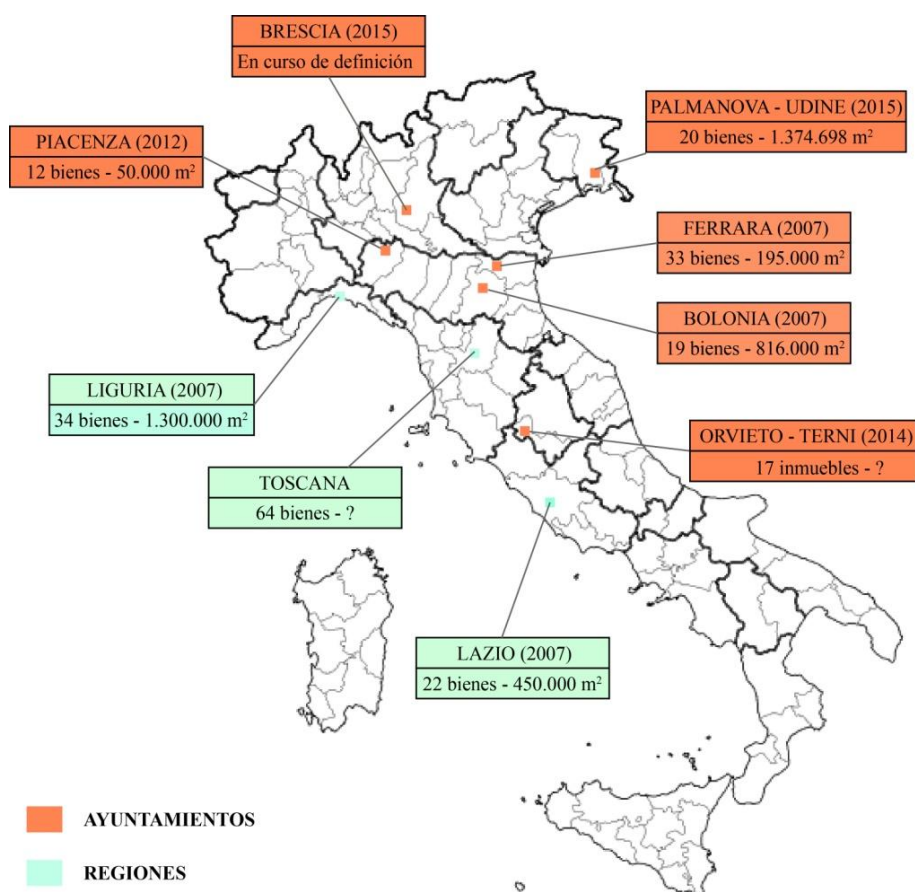 BRESCIA (2015)
En curso de definición
PALMANOVA - UDINE (2015)
20 bienes - 1.374.698 m²
PIACENZA (2012)
12 bienes - 50.000 m²
FERRARA (2007)
33 bienes - 195.000 m²
BOLONIA (2007)
19 bienes - 816.000 m²
LIGURIA (2007)
34 bienes - 1.300.000 m²
ORVIETO - TERNI (2014)
17 inmuebles - ?
TOSCANA
64 bienes - ?
LAZIO (2007)
22 bienes - 450.000 m²
AYUNTAMIENTOS
REGIONES